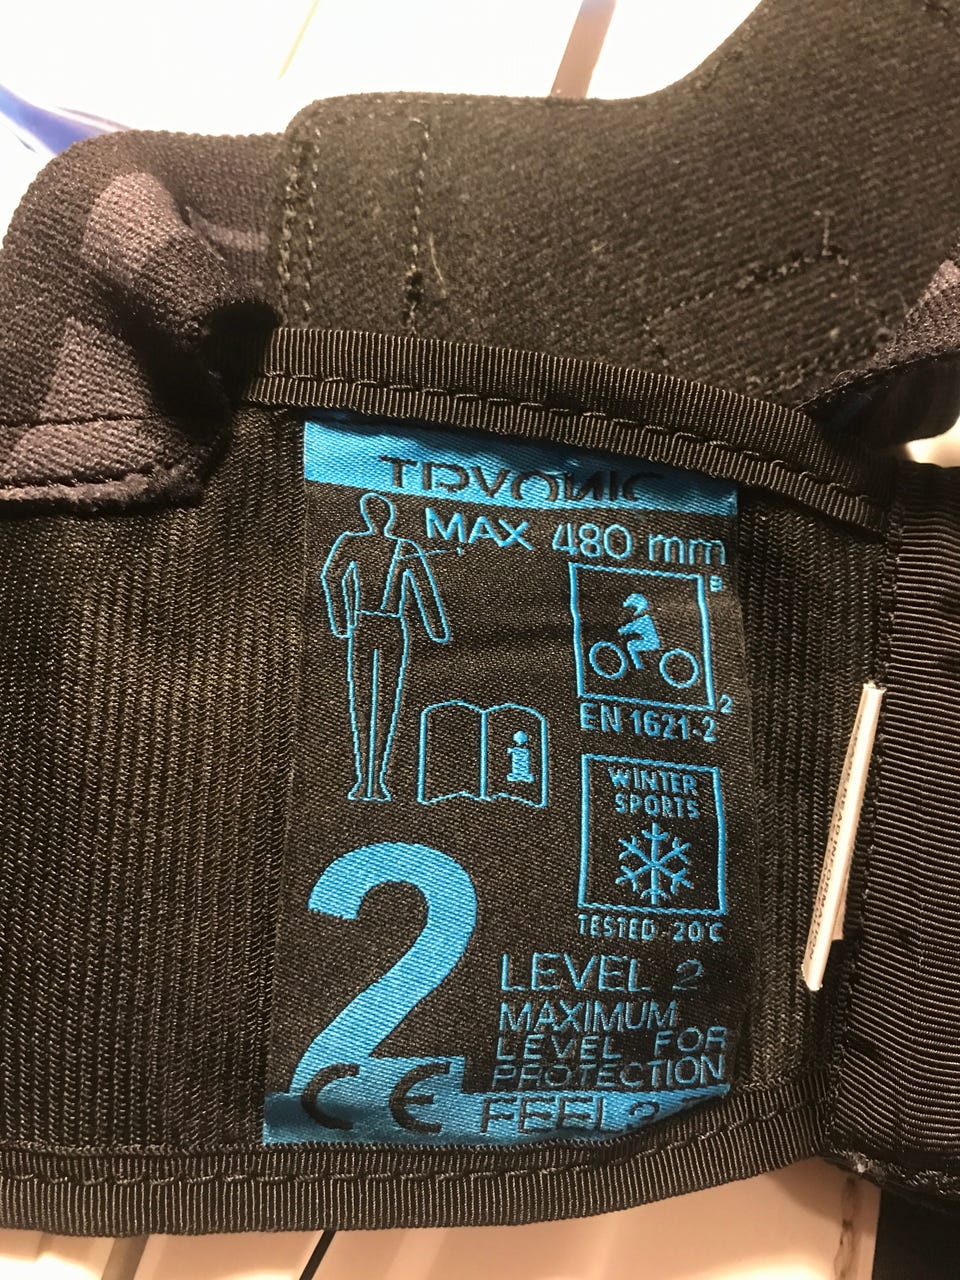 MAX 480 mm
B
2
EN 1621-2
WINTER
SPORTS
TESTED -20°C
2
LEVEL 2
MAXIMUM
LEVEL FOR
PROTECTION
CE